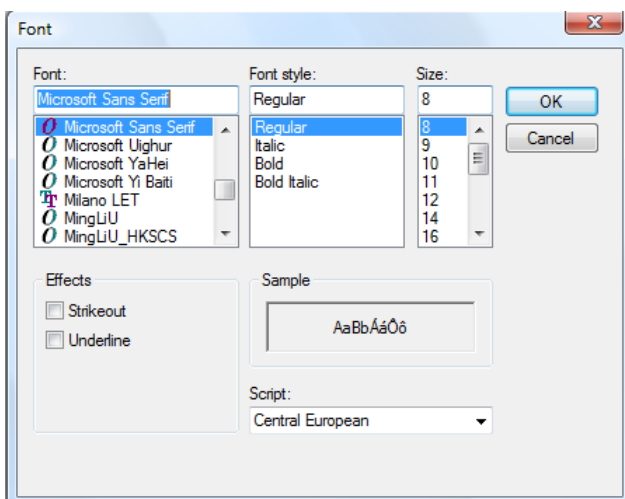 Font
Font:
Font style:
Size:
Microsoft Sans Serif
Regular
8
OK
Cancel
Microsoft Sans Serif
Microsoft Uighur
Microsoft YaHei
Microsoft Yi Baiti
Milano LET
MingLiU
MingLiU_HKSCS
Regular
Italic
Bold
Bold Italic
8
9
10
11
12
14
16
Effects
Strikeout
Underline
Sample
AaBbÁáÔô
Script:
Central European